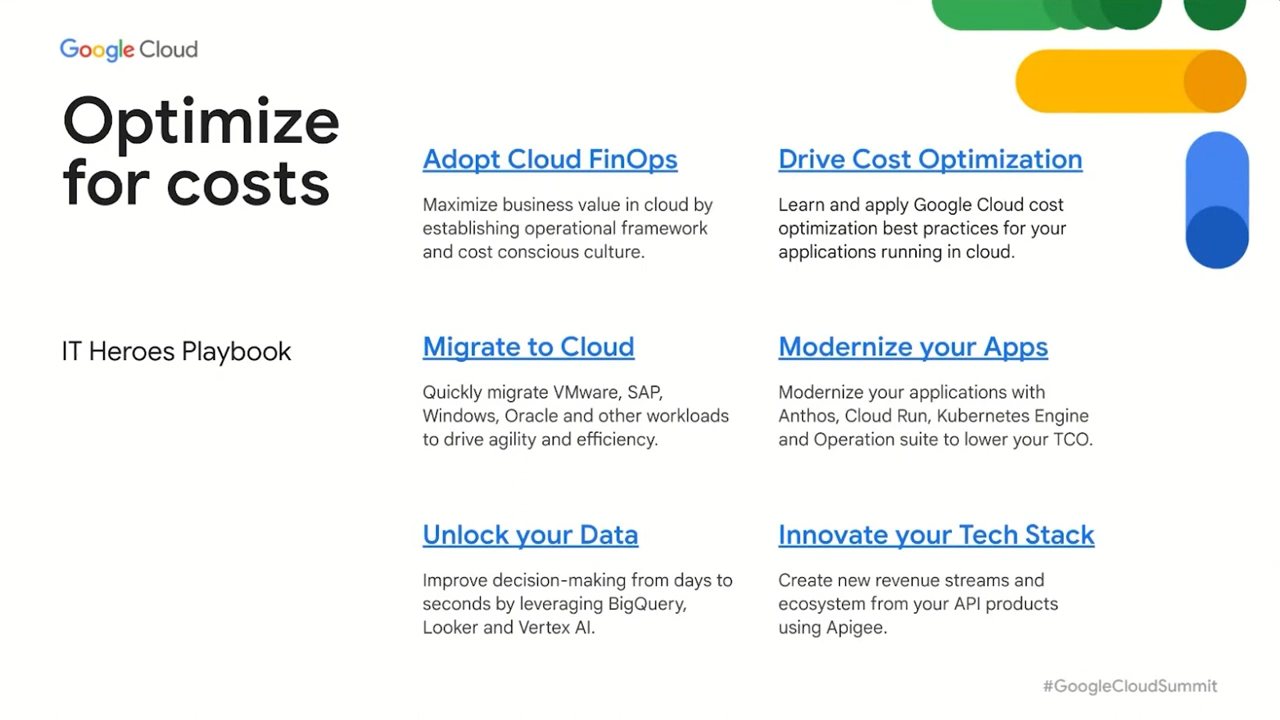 Google Cloud
Optimize
for costs
IT Heroes Playbook
Adopt Cloud FinOps
Maximize business value in cloud by
establishing operational framework
and cost conscious culture.
Drive Cost Optimization
Learn and apply Google Cloud cost
optimization best practices for your
applications running in cloud.
Migrate to Cloud
Quickly migrate VMware, SAP,
Windows, Oracle and other workloads
to drive agility and efficiency.
Modernize your Apps
Modernize your applications with
Anthos, Cloud Run, Kubernetes Engine
and Operation suite to lower your TCO.
Unlock your Data
Improve decision-making from days to
seconds by leveraging BigQuery,
Looker and Vertex AI.
Innovate your Tech Stack
Create new revenue streams and
ecosystem from your API products
using Apigee.
#GoogleCloudSummit